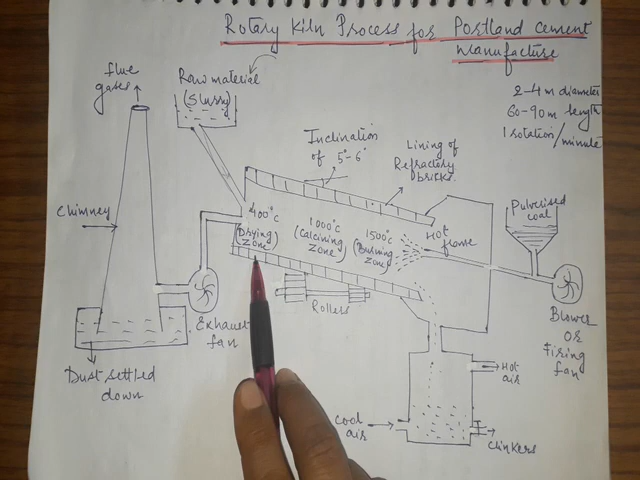 Rotary Kiln Process for Portland Cement
Manufacture
flue
gases
Raw material
(Slurry)
2-4 m diameter
60-90 m length
1 rotation/minute
Inclination
of 5°-6°
Lining of
Refractory
bricks.
Chimney
400°C
(Drying
Zone)
1000°C
(Calcining
Zone)
1500°C
(Burning
Zone)
Hot
flame
Pulverised
coal
Rollers
Exhaust
fan
Blower
or
Firing
fan
Dust settled
down
Hot
air
Cool
air
Clinkers